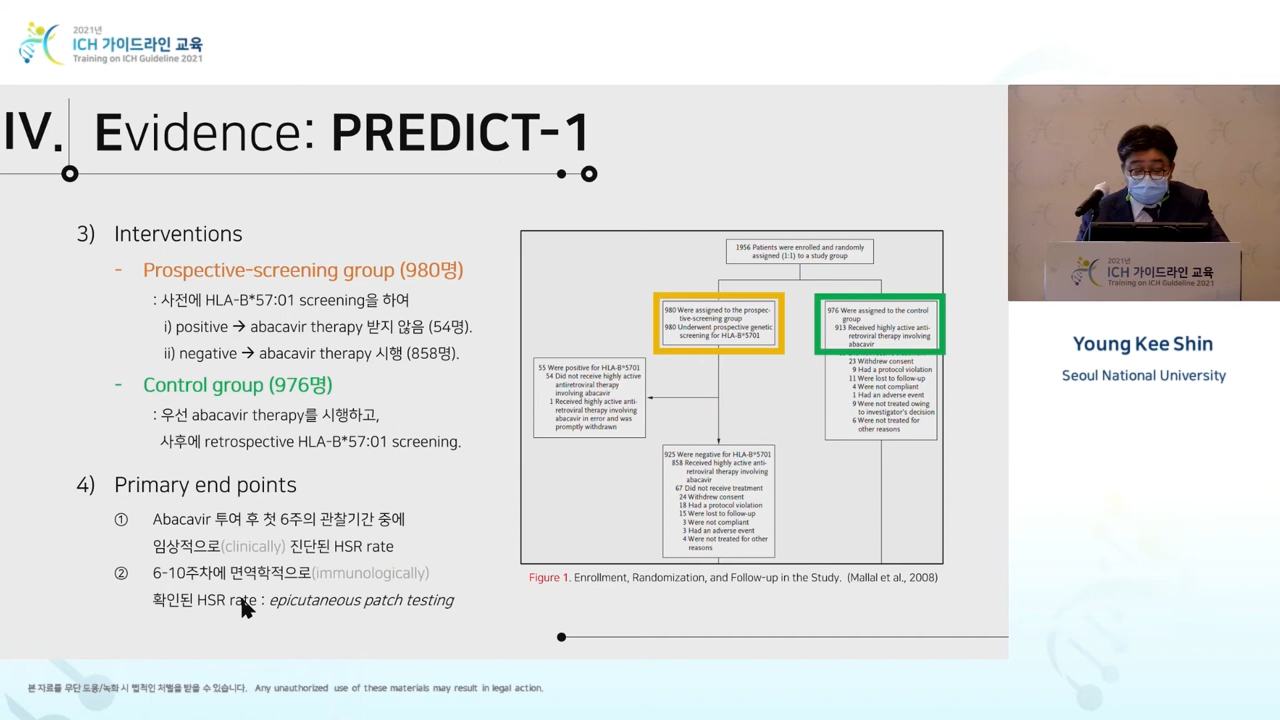 2021년
ICH 가이드라인 교육
Training on ICH Guideline 2021
IV. Evidence: PREDICT-1
3) Interventions
- Prospective-screening group (980명)
: 사전에 HLA-B*57:01 screening을 하여
i) positive → abacavir therapy 받지 않음 (54명).
ii) negative → abacavir therapy 시행 (858명).
- Control group (976명)
: 우선 abacavir therapy를 시행하고,
사후에 retrospective HLA-B*57:01 screening.
4) Primary end points
① Abacavir 투여 후 첫 6주의 관찰기간 중에
임상적으로(clinically) 진단된 HSR rate
② 6-10주차에 면역학적으로(immunologically)
확인된 HSR rate : epicutaneous patch testing
1956 Patients were enrolled and randomly
assigned (1:1) to a study group
980 Were assigned to the prospec-
tive-screening group
980 Underwent prospective genetic
screening for HLA-B*5701
976 Were assigned to the control
group
913 Received highly active anti-
retroviral therapy involving
abacavir
23 Withdrew consent
9 Had a protocol violation
11 Were lost to follow-up
4 Were not compliant
1 Had an adverse event
9 Were not treated owing
to investigator's decision
6 Were not treated for
other reasons
55 Were positive for HLA-B*5701
54 Did not receive highly active
antiretroviral therapy
involving abacavir
1 Received highly active anti-
retroviral therapy involving
abacavir in error and was
promptly withdrawn
925 Were negative for HLA-B*5701
858 Received highly active anti-
retroviral therapy involving
abacavir
67 Did not receive treatment
24 Withdrew consent
18 Had a protocol violation
15 Were lost to follow-up
3 Were not compliant
3 Had an adverse event
4 Were not treated for other
reasons
Figure 1. Enrollment, Randomization, and Follow-up in the Study. (Mallal et al., 2008)
2021년
ICH 가이드라인 교육
Training on ICH Guideline 2021
Young Kee Shin
Seoul National University
본 자료를 무단 도용/녹화 시 법적인 처벌을 받을 수 있습니다. Any unauthorized use of these materials may result in legal action.